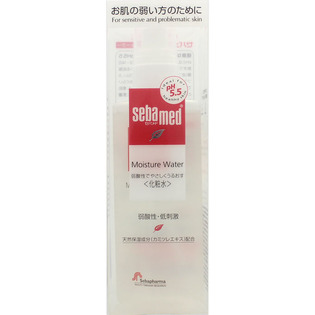 お肌の弱い方のために
For sensitive and problematic skin
pH
5.5
sebamed
Moisture Water
弱酸性でやさしくうるおす
<化粧水>
弱酸性・低刺激
天然保湿成分(カミツレエキス)配合
Sebapharma